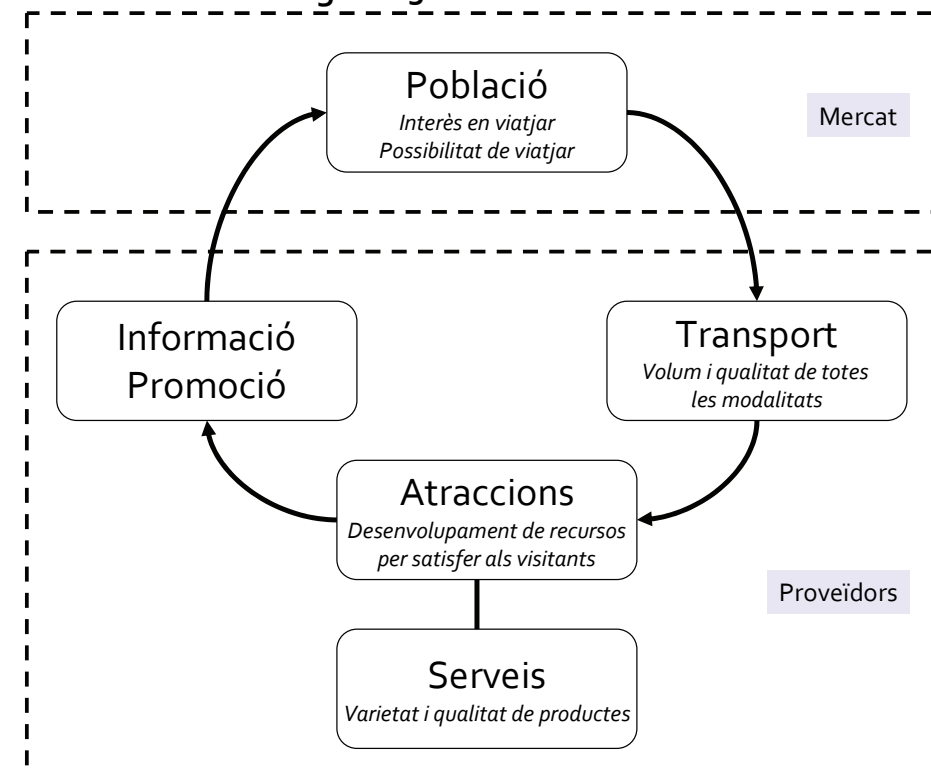 Població
Interès en viatjar
Possibilitat de viatjar
Mercat
Informació
Promoció
Transport
Volum i qualitat de totes
les modalitats
Atraccions
Desenvolupament de recursos
per satisfer als visitants
Proveïdors
Serveis
Varietat i qualitat de productes